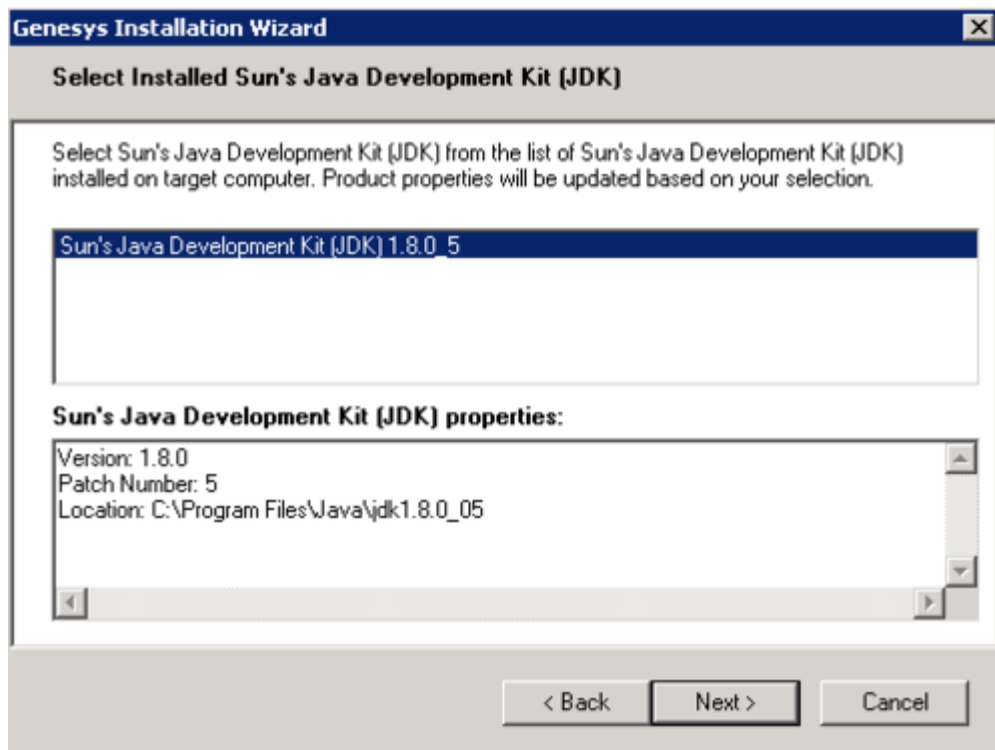 Genesys Installation Wizard
Select Installed Sun's Java Development Kit (JDK)
Select Sun's Java Development Kit (JDK) from the list of Sun's Java Development Kit (JDK)
installed on target computer. Product properties will be updated based on your selection.
Sun's Java Development Kit (JDK) 1.8.0_5
Sun's Java Development Kit (JDK) properties:
Version: 1.8.0
Patch Number: 5
Location: C:\Program Files\Java\jdk1.8.0_05
< Back Next > Cancel